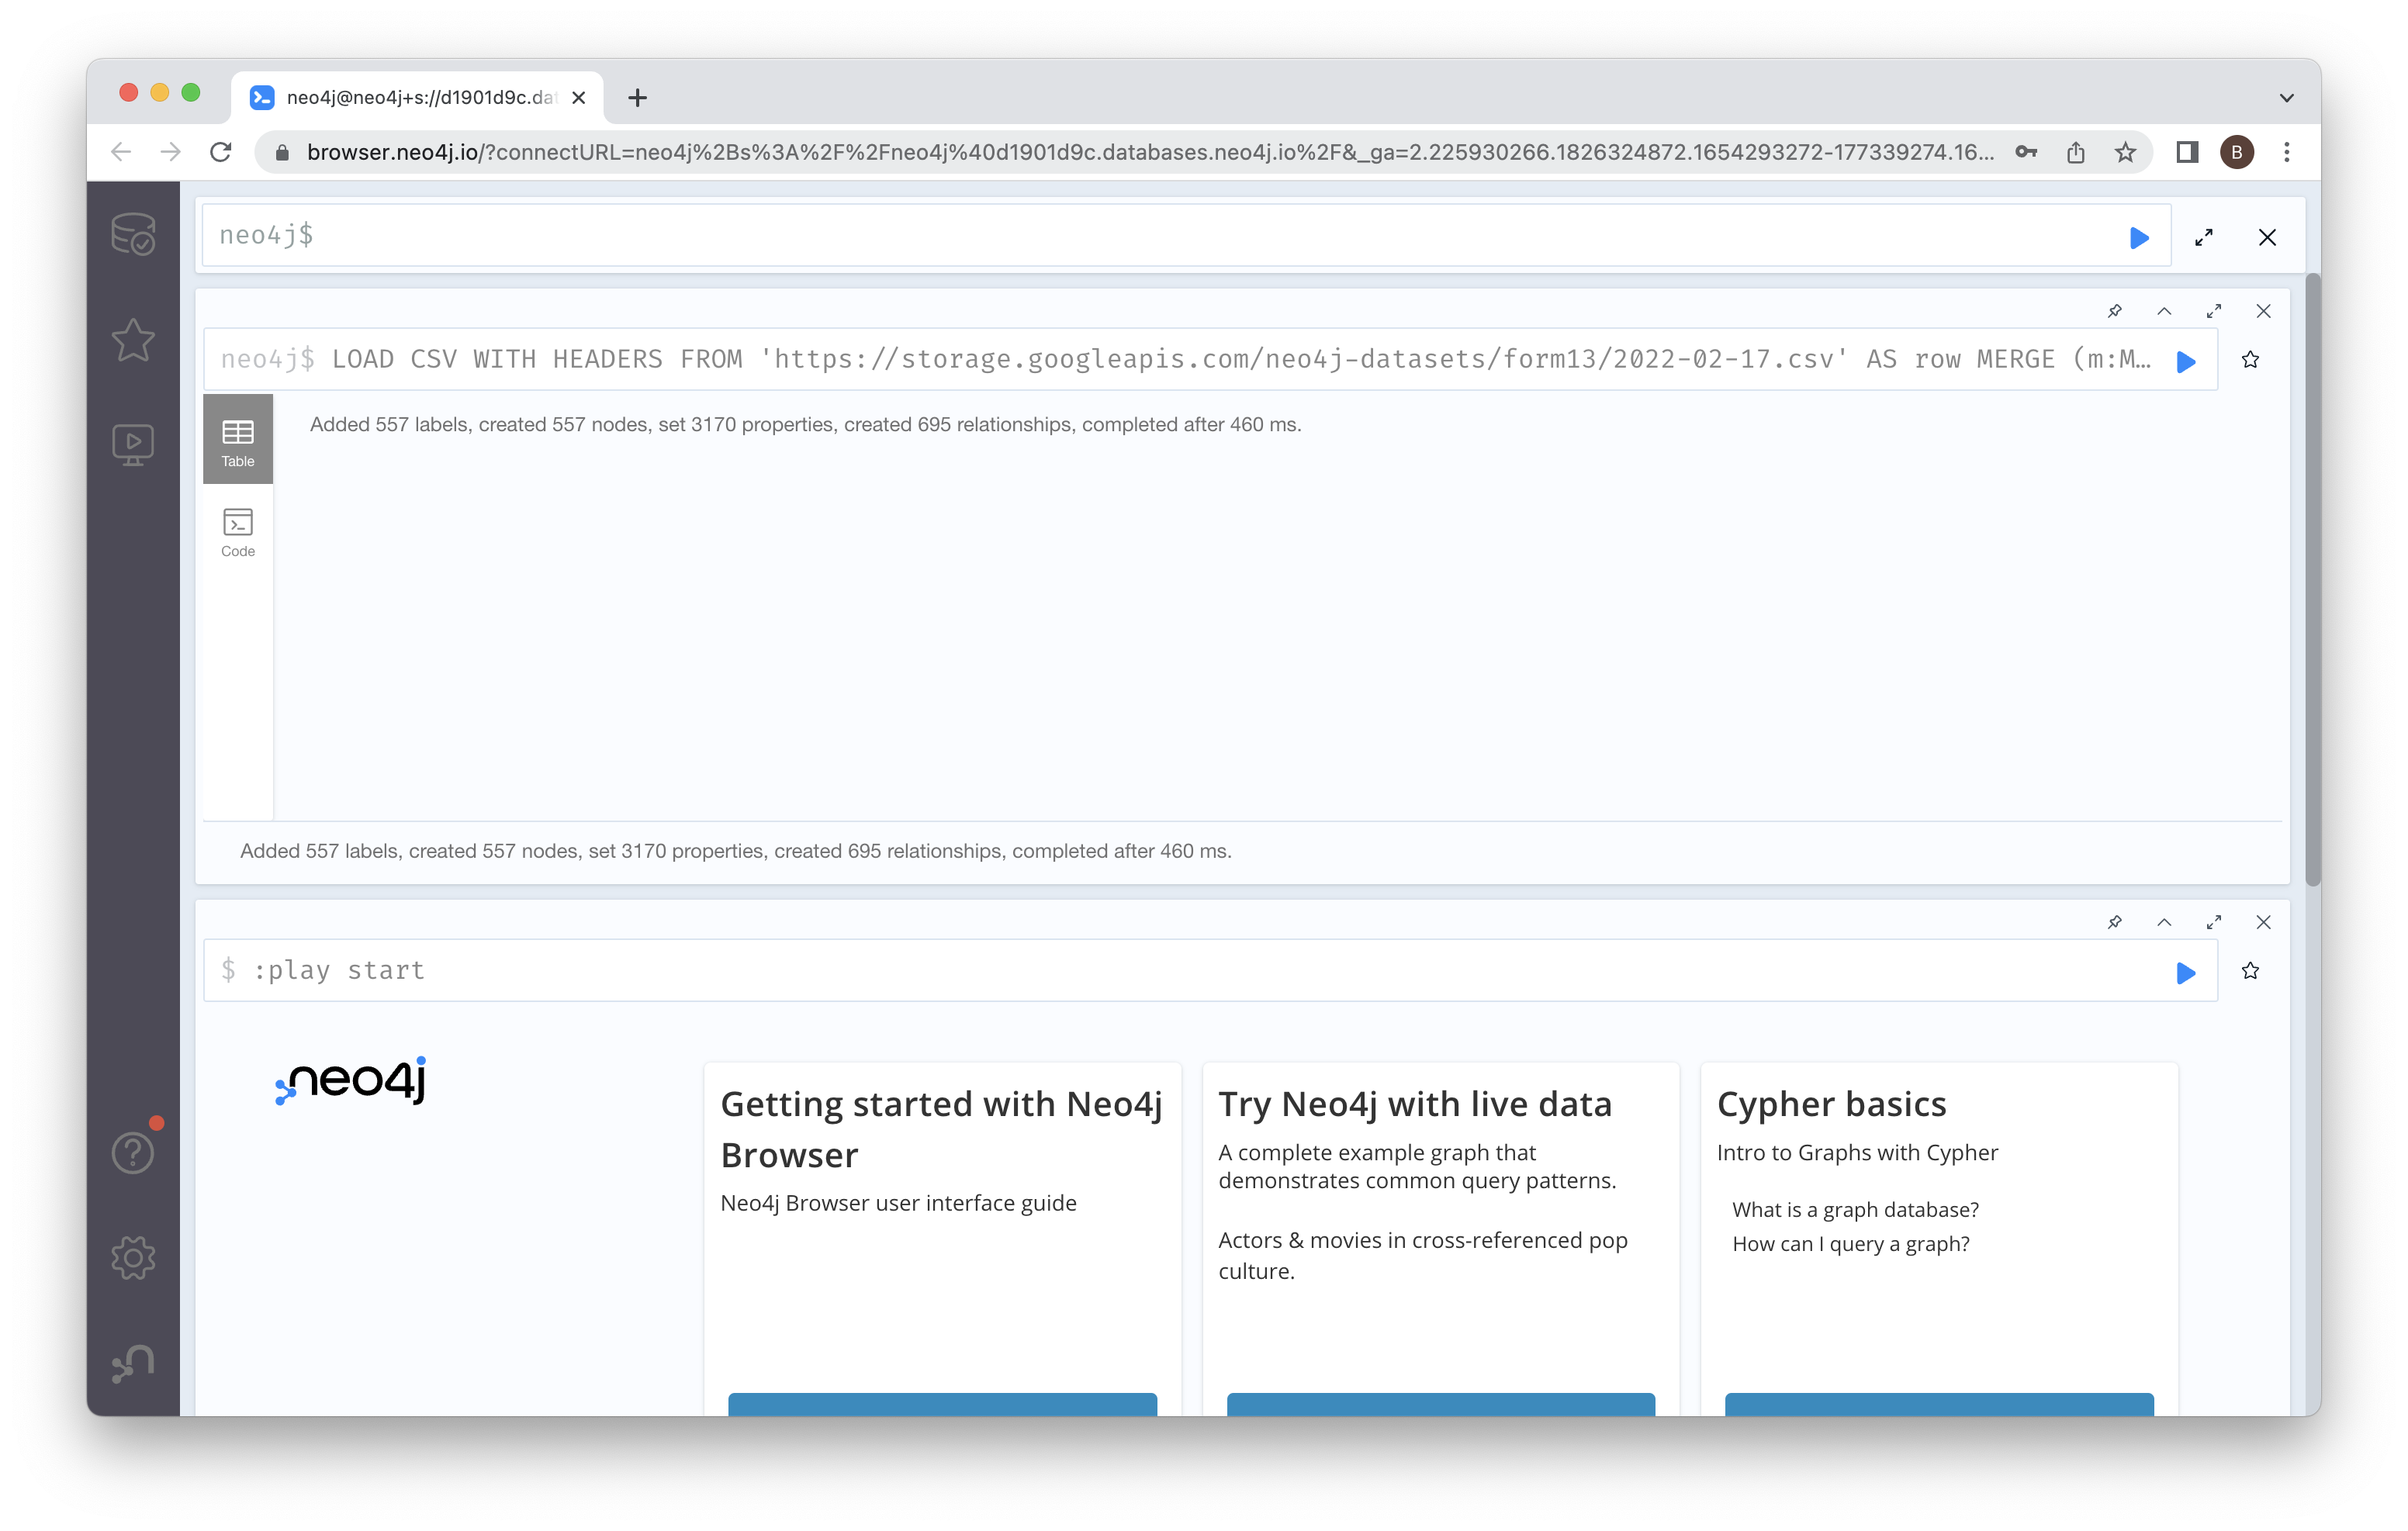 neo4j@neo4j+s://d1901d9c.dat
browser.neo4j.io/?connectURL=neo4j%2Bs%3A%2F%2Fneo4j%40d1901d9c.databases.neo4j.io%2F&_ga=2.225930266.1826324872.1654293272-177339274.16...
B
neo4j$
neo4j$ LOAD CSV WITH HEADERS FROM 'https://storage.googleapis.com/neo4j-datasets/form13/2022-02-17.csv' AS row MERGE (m:M…
Table
Added 557 labels, created 557 nodes, set 3170 properties, created 695 relationships, completed after 460 ms.
Code
Added 557 labels, created 557 nodes, set 3170 properties, created 695 relationships, completed after 460 ms.
$ :play start
neo4j
Getting started with Neo4j
Browser
Neo4j Browser user interface guide
Try Neo4j with live data
A complete example graph that
demonstrates common query patterns.
Actors & movies in cross-referenced pop
culture.
Cypher basics
Intro to Graphs with Cypher
What is a graph database?
How can I query a graph?